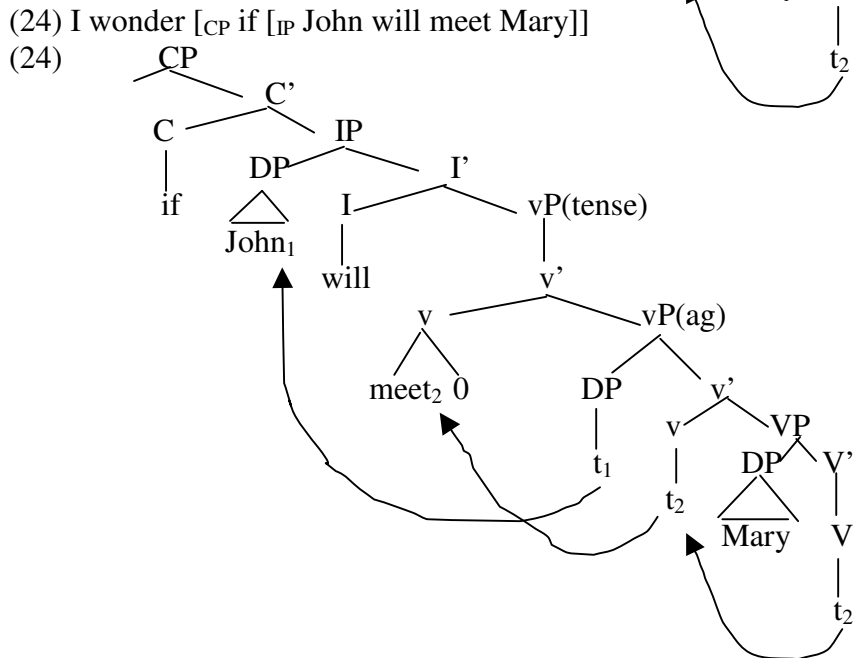 (24) I wonder [CP if [IP John will meet Mary]]
(24) CP t₂
C'
C IP
DP I'
if I vP(tense)
John₁
will v'
v vP(ag)
meet₂ 0 DP v'
v VP
t₁ DP V'
t₂
Mary V
t₂